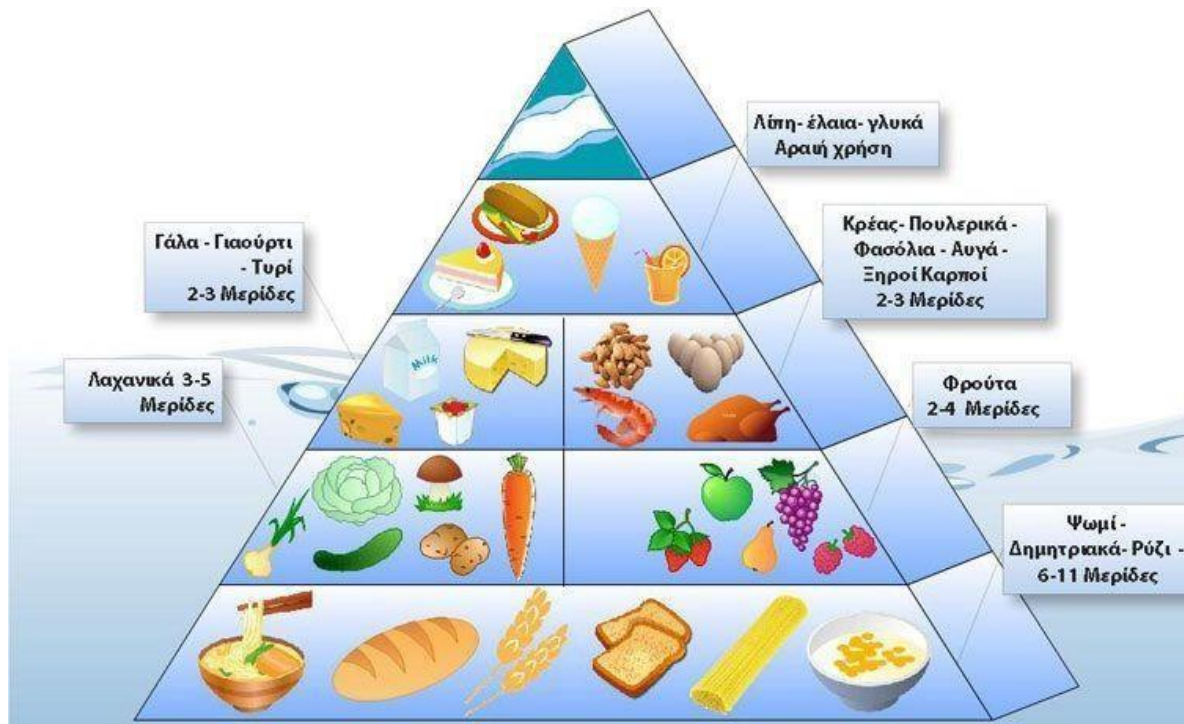 Λίπη- έλαια- γλυκά
Αραιή χρήση
Γάλα - Γιαούρτι
- Τυρί
2-3 Μερίδες
Κρέας- Πουλερικά -
Φασόλια - Αυγά -
Ξηροί Καρποί
2-3 Μερίδες
Milk
Λαχανικά 3-5
Μερίδες
Φρούτα
2-4 Μερίδες
Ψωμί -
Δημητριακά- Ρύζι -
6-11 Μερίδες